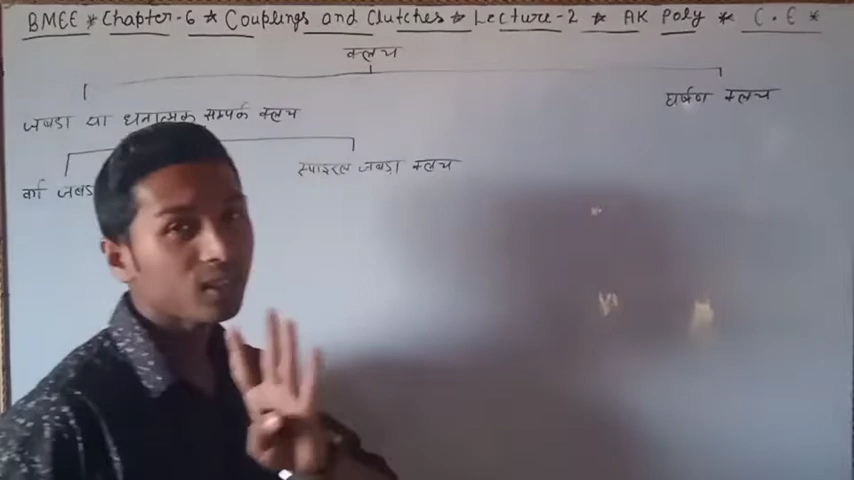 BMEE * Chapter-6 * Couplings and Clutches * Lecture-2 * AK Poly * C.E *
क्लच
जबड़ा या धनात्मक सम्पर्क क्लच
घर्षण क्लच
वर्ग जबड़
स्पाइरल जबड़ा क्लच